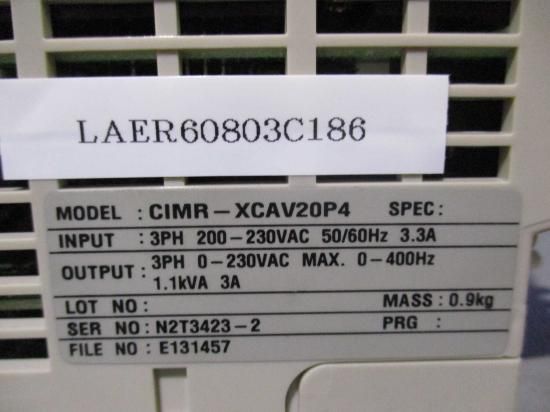 LAER60803C186
MODEL : CIMR-XCAV20P4 SPEC:
INPUT : 3PH 200-230VAC 50/60Hz 3.3A
OUTPUT : 3PH 0-230VAC MAX. 0-400Hz
1.1kVA 3A
LOT NO : MASS : 0.9kg
SER NO : N2T3423-2 PRG :
FILE NO : E131457